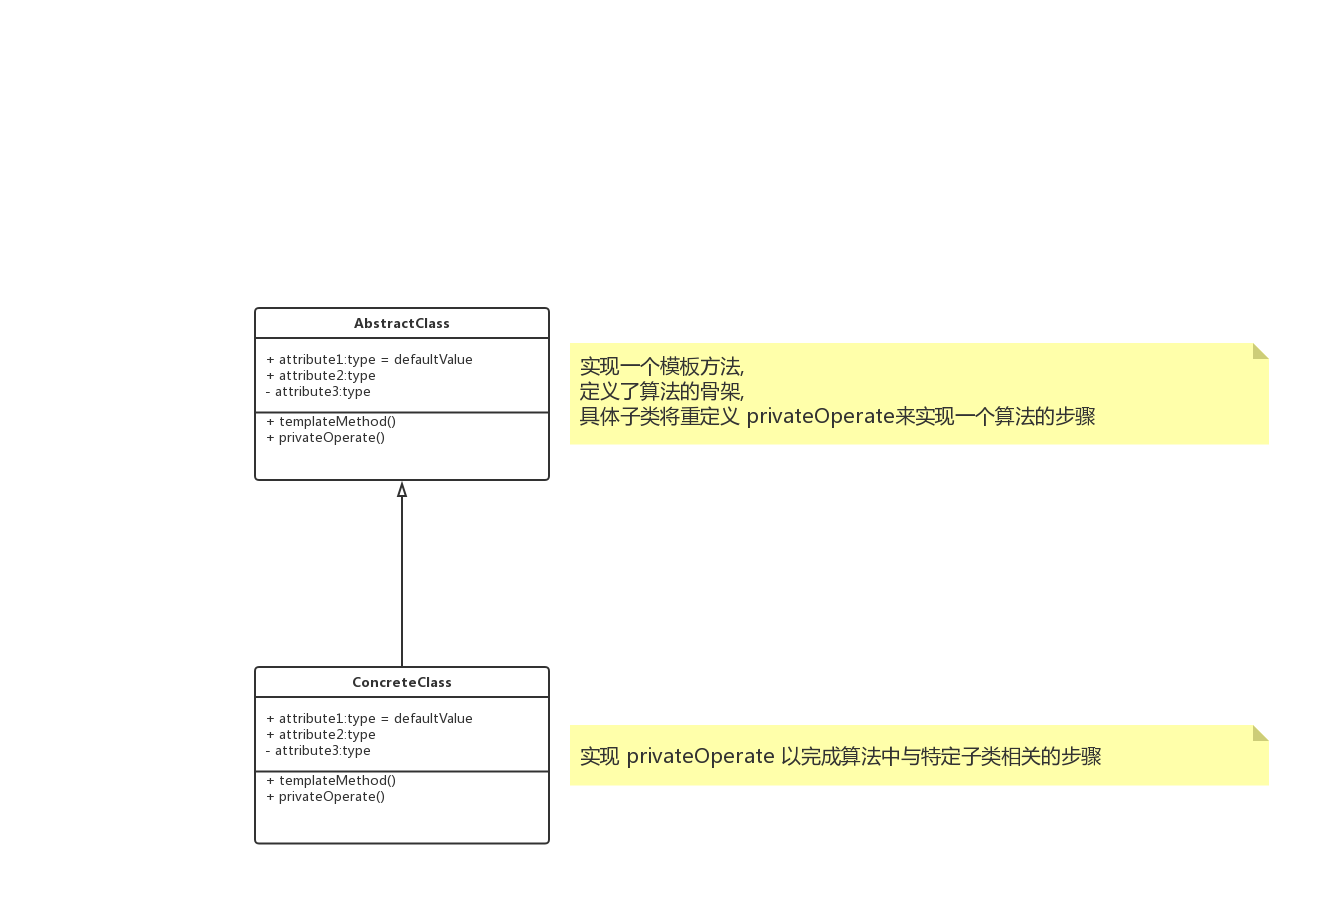 AbstractClass
+ attribute1:type = defaultValue
+ attribute2:type
- attribute3:type
+ templateMethod()
+ privateOperate()
实现一个模板方法,
定义了算法的骨架,
具体子类将重定义 privateOperate来实现一个算法的步骤
ConcreteClass
+ attribute1:type = defaultValue
+ attribute2:type
- attribute3:type
+ templateMethod()
+ privateOperate()
实现 privateOperate 以完成算法中与特定子类相关的步骤